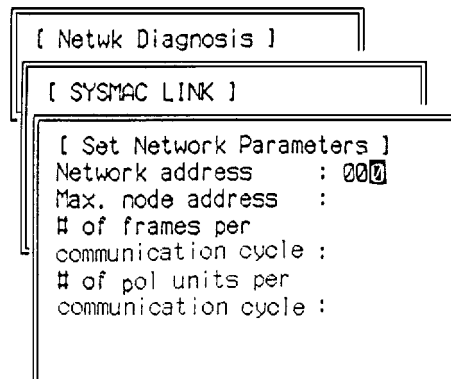 [ Netwk Diagnosis ]
[ SYSMAC LINK ]
[ Set Network Parameters ]
Network address : 000
Max. node address :
# of frames per
communication cycle :
# of pol units per
communication cycle :